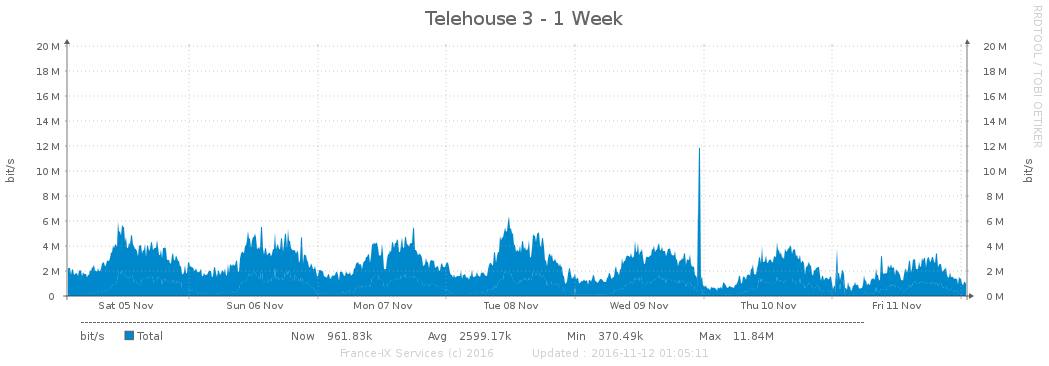 Telehouse 3 - 1 Week
RRDTOOL / TOBI OETIKER
bit/s
20 M 20 M
18 M 18 M
16 M 16 M
14 M 14 M
12 M 12 M
10 M 10 M
8 M 8 M
6 M 6 M
4 M 4 M
2 M 2 M
0 0 M
bit/s
Sat 05 Nov Sun 06 Nov Mon 07 Nov Tue 08 Nov Wed 09 Nov Thu 10 Nov Fri 11 Nov
bit/s Total Now 961.83k Avg 2599.17k Min 370.49k Max 11.84M
France-IX Services (c) 2016 Updated : 2016-11-12 01:05:11